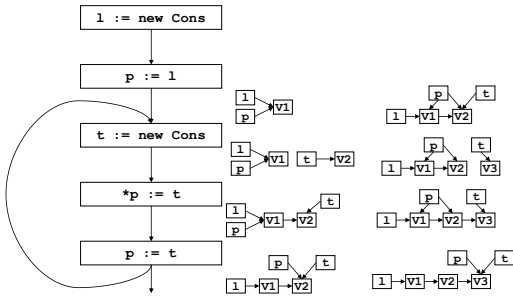 l := new Cons
p := l
t := new Cons
*p := t
p := t
l
V1
p
l
V1 t V2
p
t
l
V1 V2
p
p t
l V1 V2
p t
l V1 V2
p t
l V1 V2 V3
p t
l V1 V2 V3
p t
l V1 V2 V3